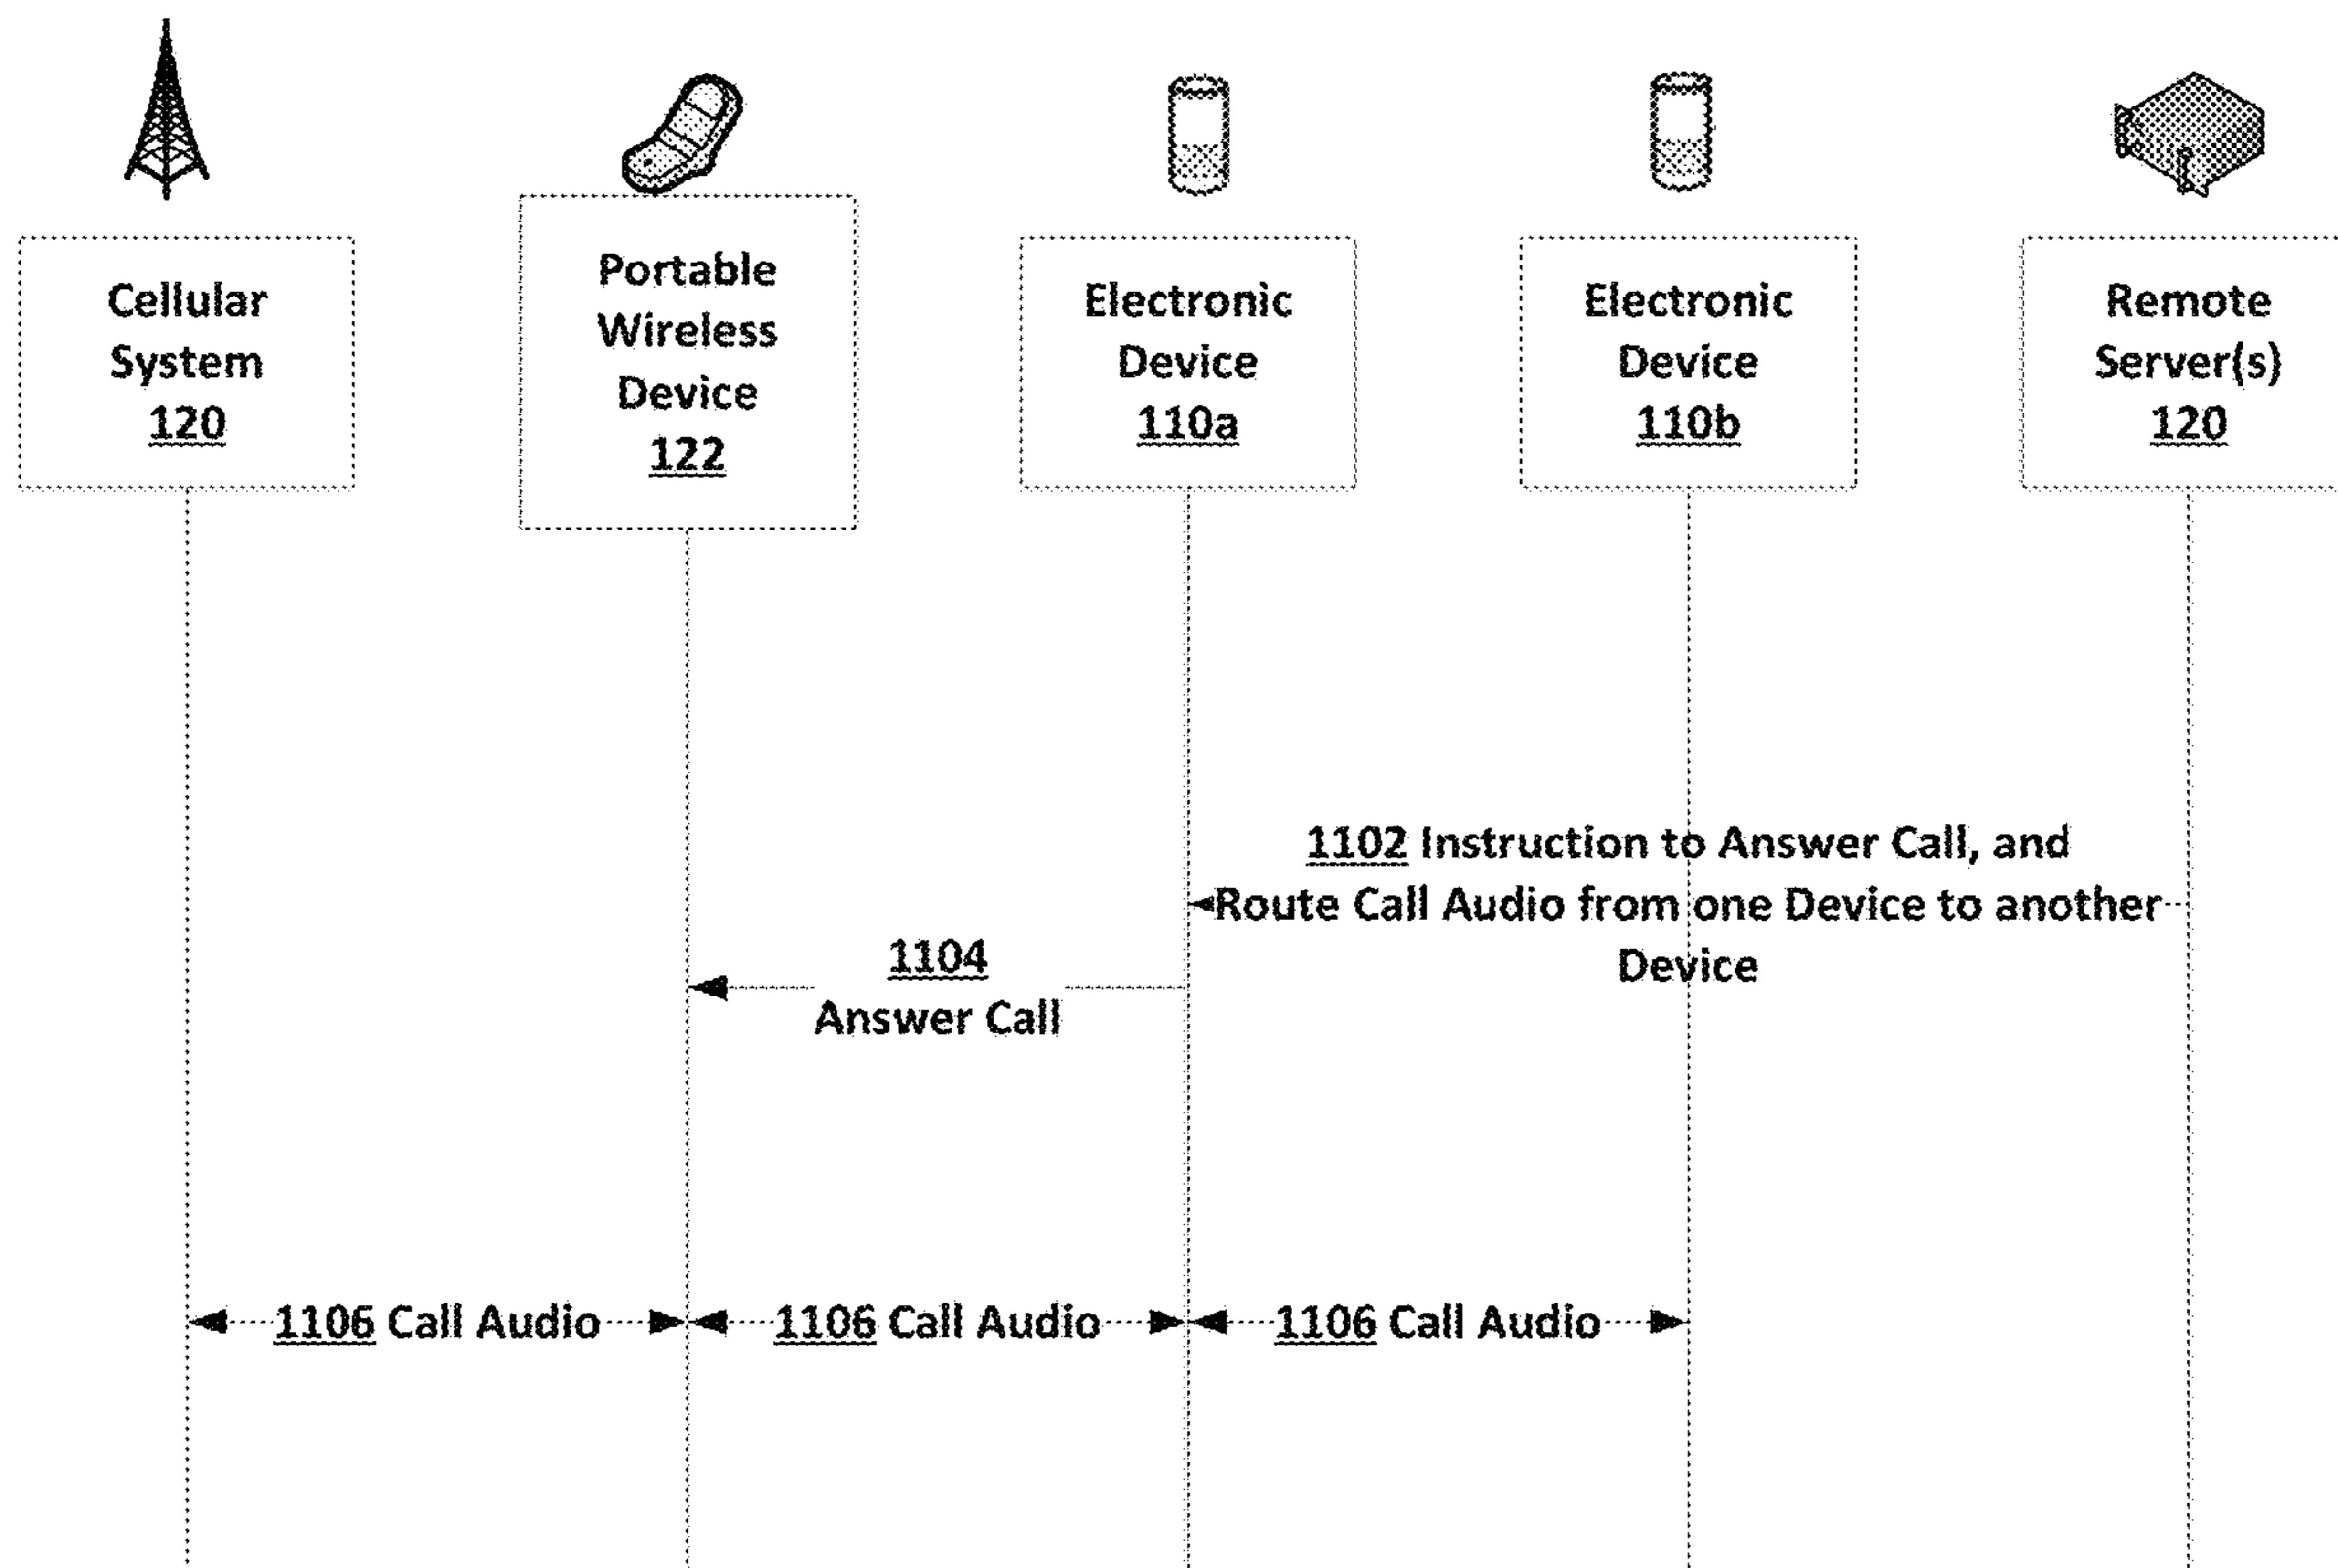 Cellular
System
120
Portable
Wireless
Device
122
Electronic
Device
110a
Electronic
Device
110b
Remote
Server(s)
120
1102 Instruction to Answer Call, and
Route Call Audio from one Device to another
Device
1104
Answer Call
1106 Call Audio
1106 Call Audio
1106 Call Audio